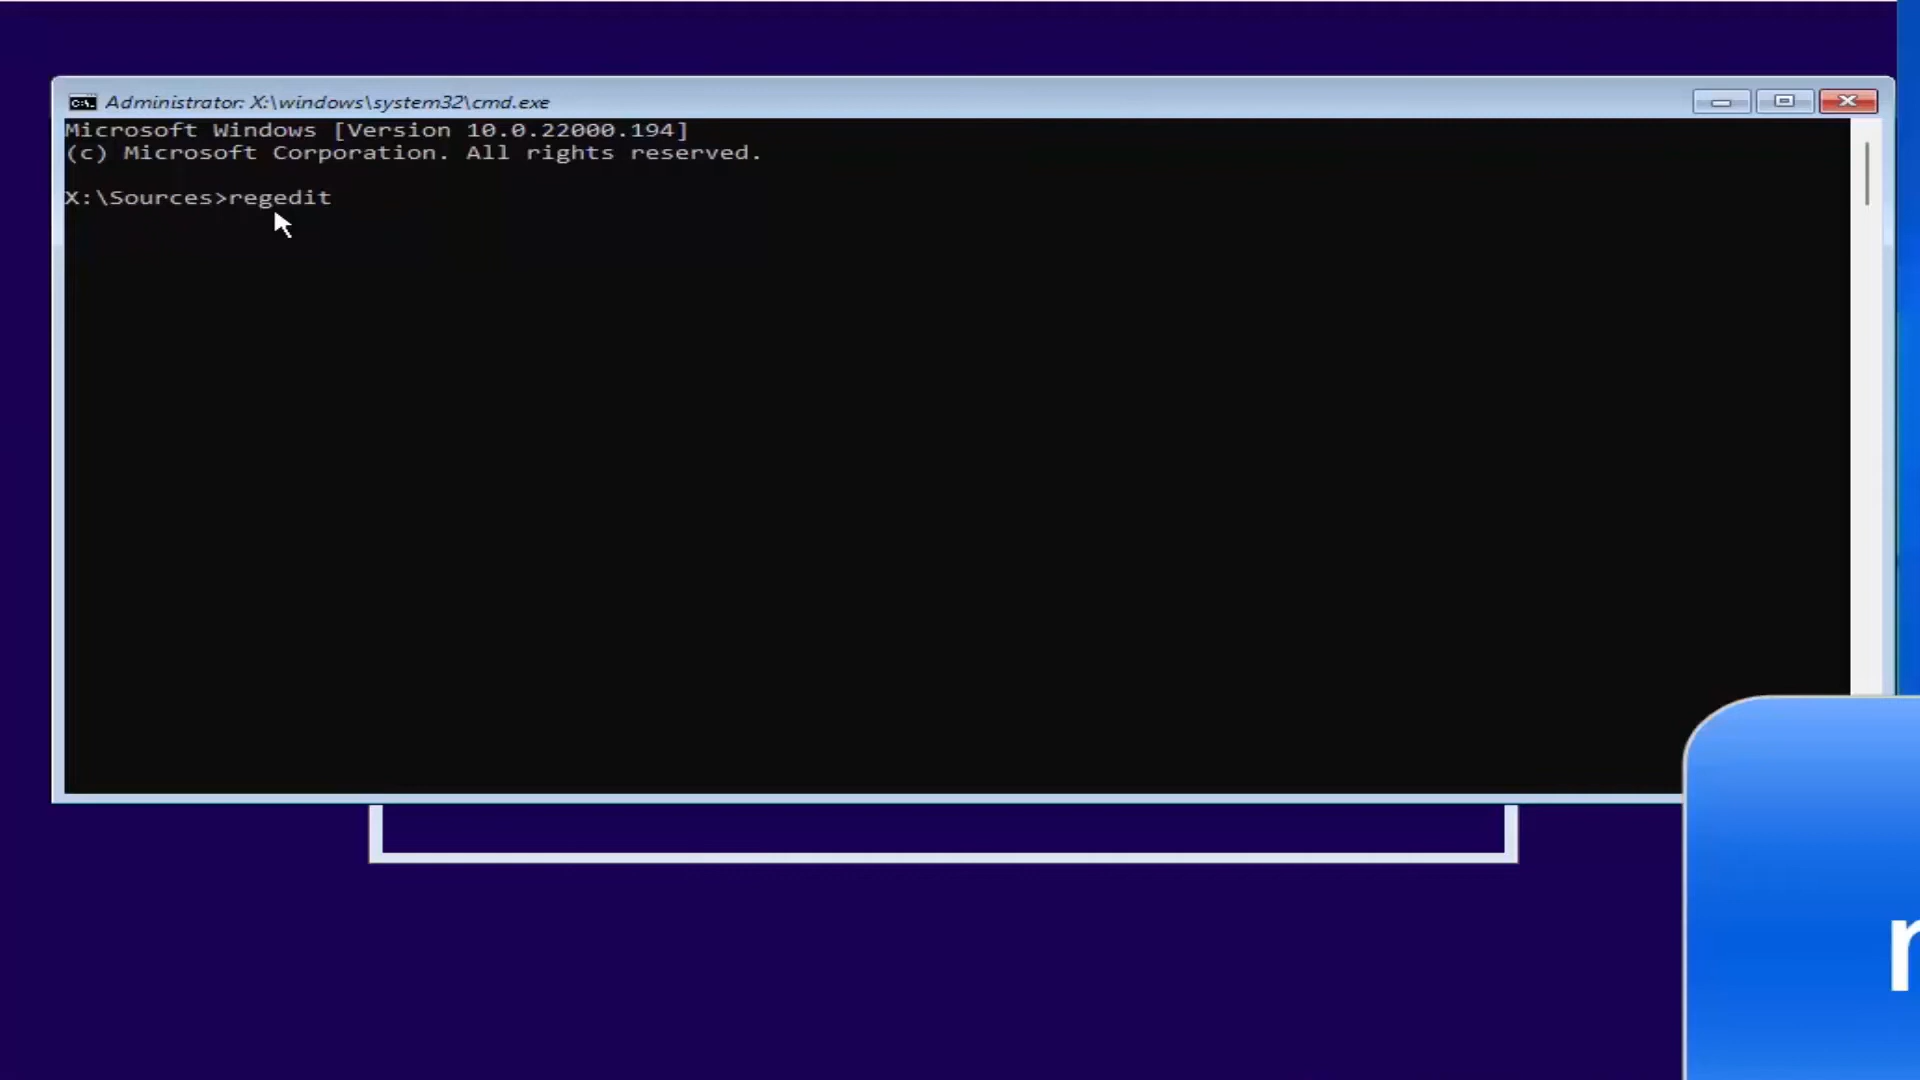 Administrator: X:\windows\system32\cmd.exe
Microsoft Windows [Version 10.0.22000.194]
(c) Microsoft Corporation. All rights reserved.
X:\Sources>regedit